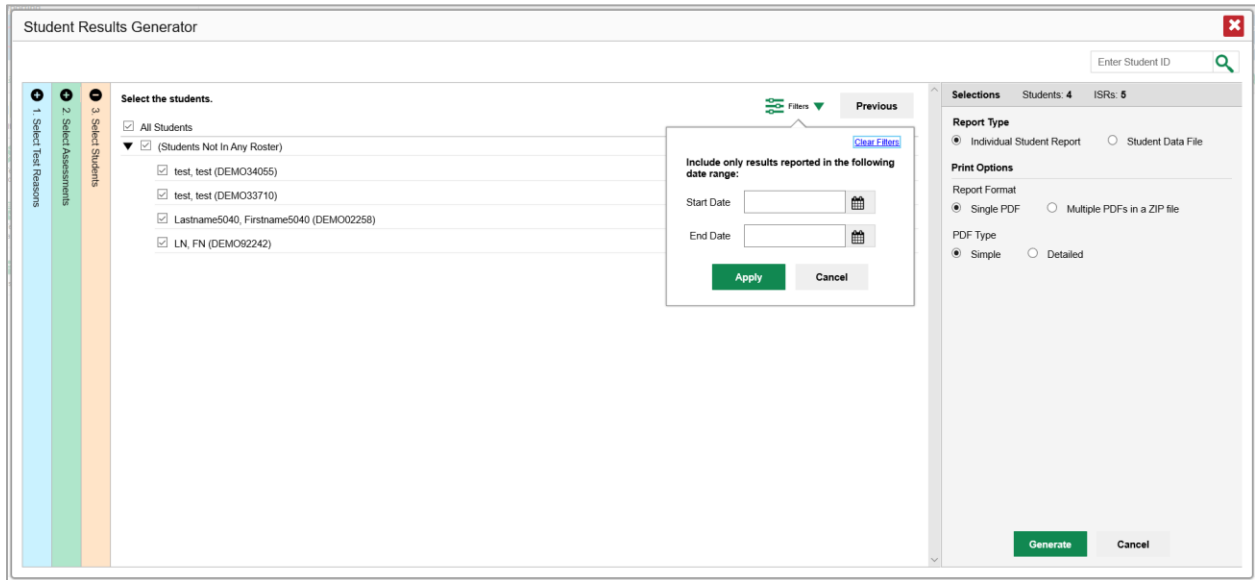 Student Results Generator
Enter Student ID
1. Select Test Reasons
2. Select Assessments
3. Select Students
Select the students.
Filters
Previous
All Students
(Students Not In Any Roster)
test, test (DEMO34055)
test, test (DEMO33710)
Lastname5040, Firstname5040 (DEMO02258)
LN, FN (DEMO92242)
Clear Filters
Include only results reported in the following
date range:
Start Date
End Date
Apply Cancel
Selections Students: 4 ISRs: 5
Report Type
Individual Student Report Student Data File
Print Options
Report Format
Single PDF Multiple PDFs in a ZIP file
PDF Type
Simple Detailed
Generate Cancel